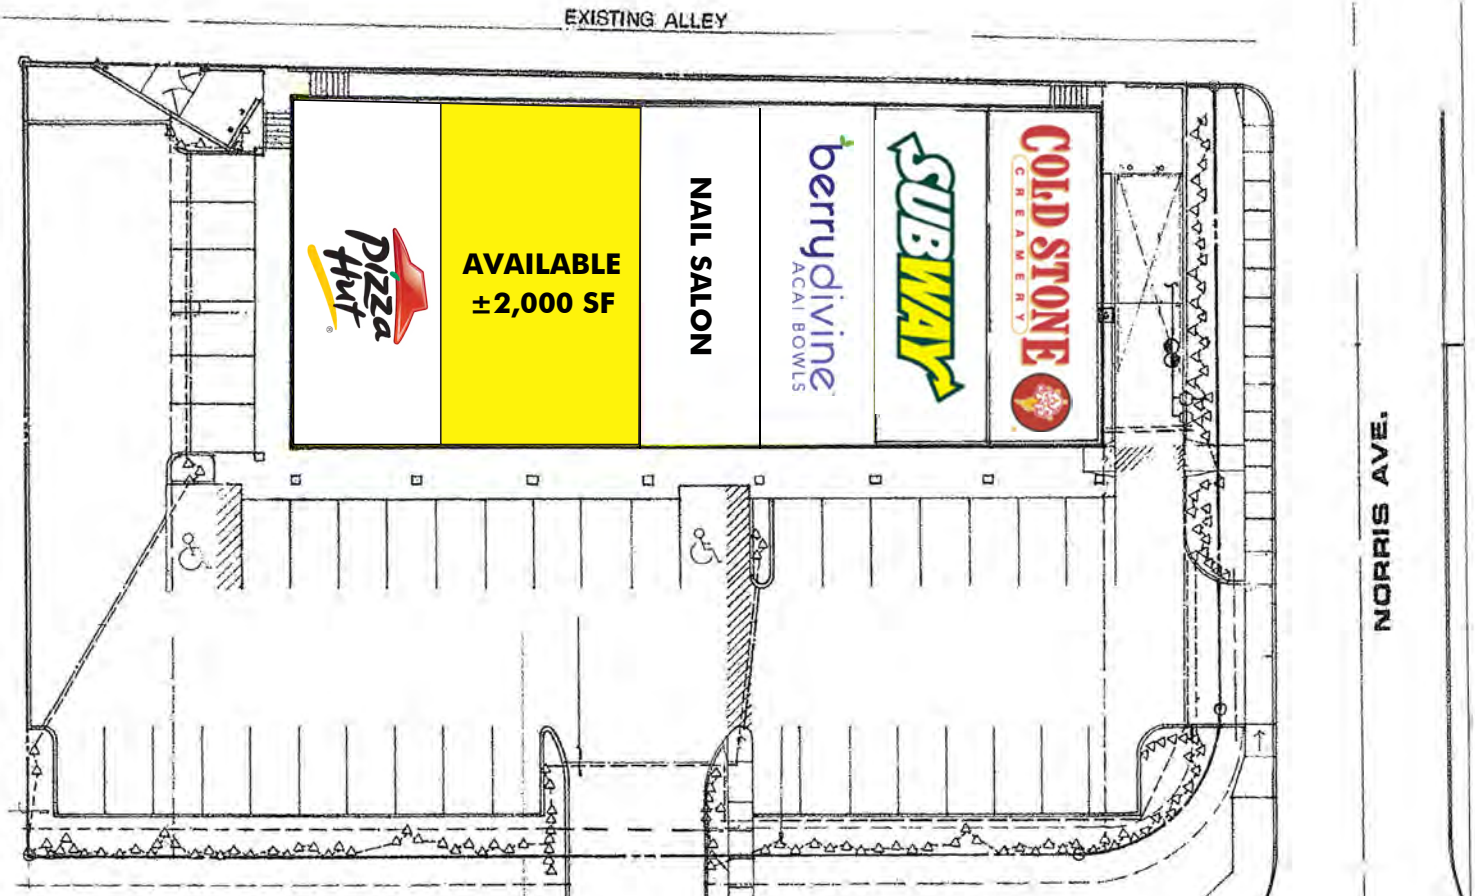 EXISTING ALLEY
Pizza
Hut
®
AVAILABLE
±2,000 SF
NAIL SALON
berrydivine
ACAI BOWLS
SUBWAY
COLD STONE
CREAMERY
NORRIS AVE.